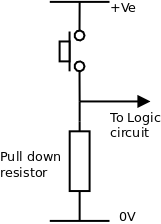 +Ve
To Logic
circuit
Pull down
resistor
0V